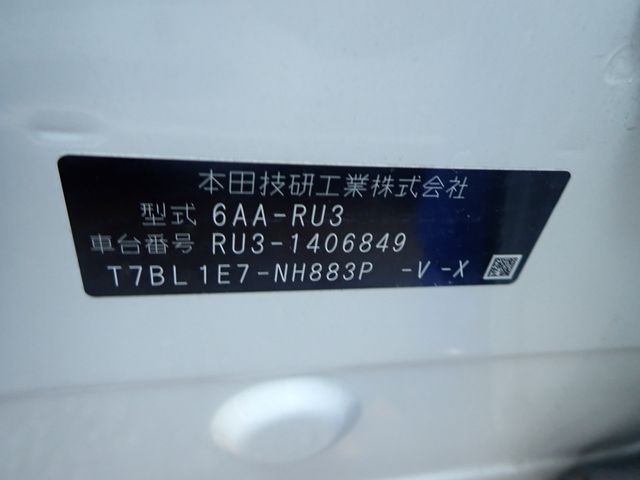 本田技研工業株式会社
型式 6AA-RU3
車台番号 RU3-1406849
T7BL1E7-NH883P -V -X